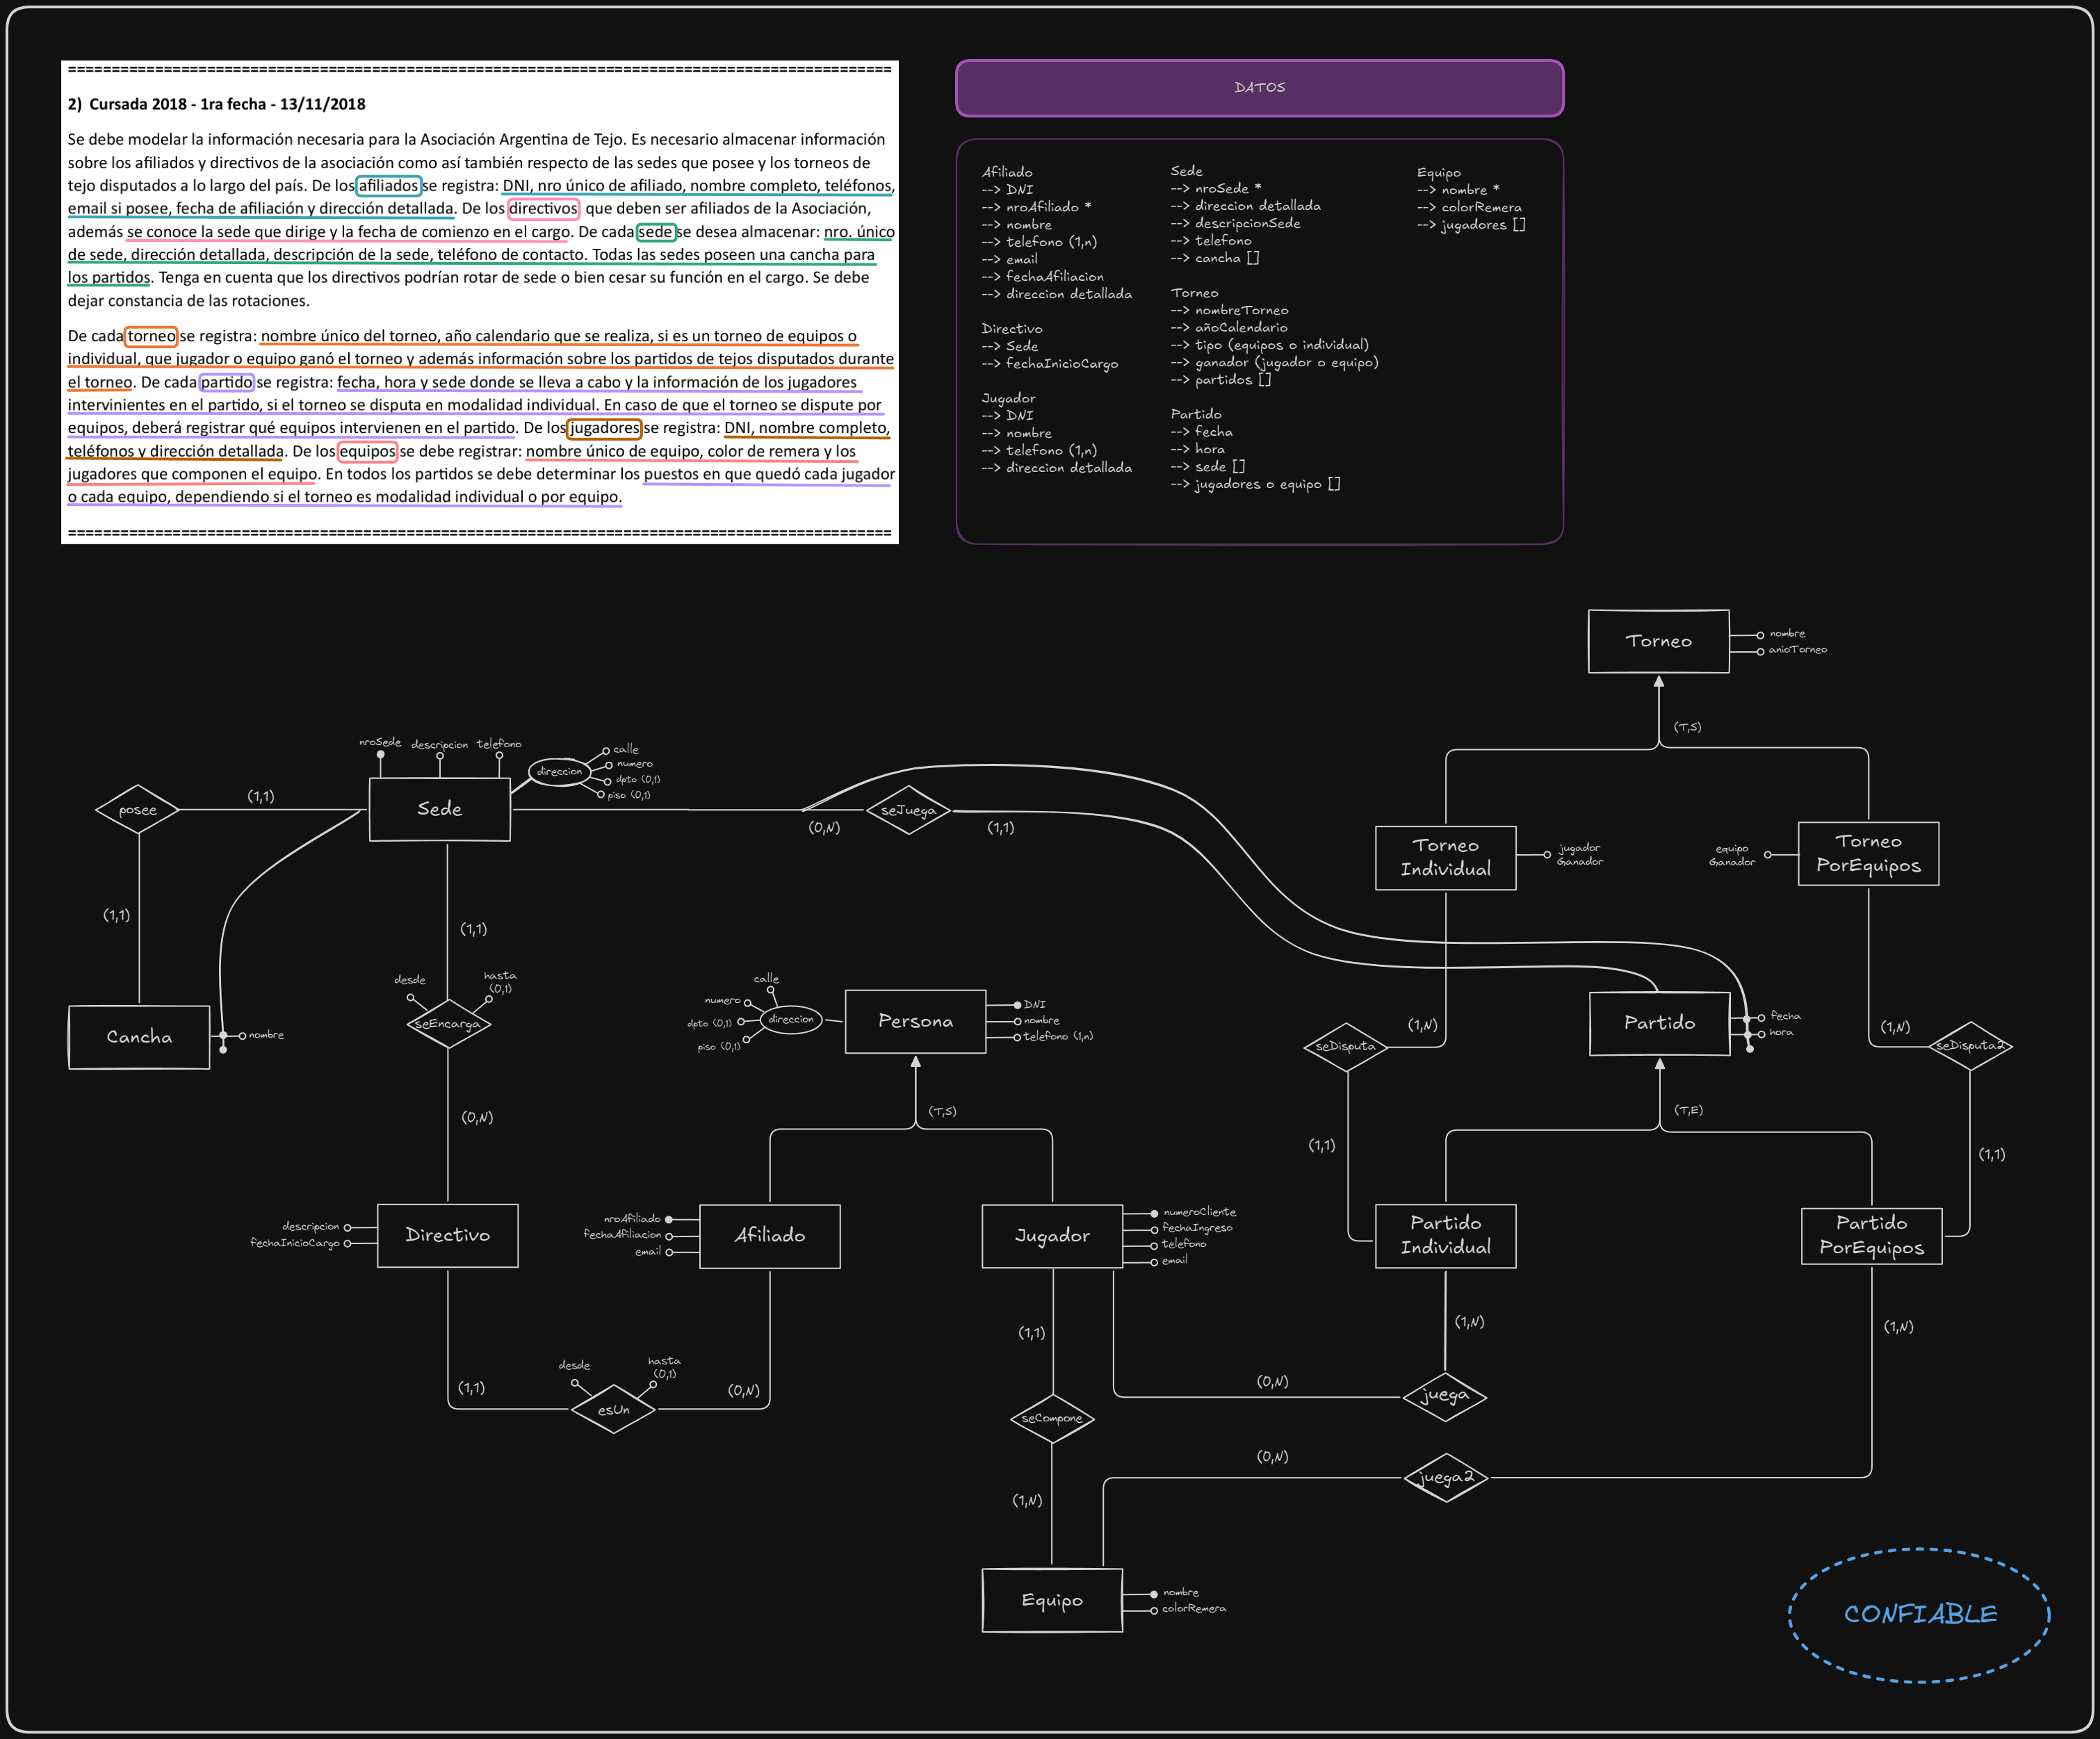 ==================================================
2) Cursada 2018 - 1ra fecha - 13/11/2018
Se debe modelar la información necesaria para la Asociación Argentina de Tejo. Es necesario almacenar información
sobre los afiliados y directivos de la asociación como así también respecto de las sedes que posee y los torneos de
tejo disputados a lo largo del país. De los afiliados se registra: DNI, nro único de afiliado, nombre completo, teléfonos,
email si posee, fecha de afiliación y dirección detallada. De los directivos que deben ser afiliados de la Asociación,
además se conoce la sede que dirige y la fecha de comienzo en el cargo. De cada sede se desea almacenar: nro. único
de sede, dirección detallada, descripción de la sede, teléfono de contacto. Todas las sedes poseen una cancha para
los partidos. Tenga en cuenta que los directivos podrían rotar de sede o bien cesar su función en el cargo. Se debe
dejar constancia de las rotaciones.
De cada torneo se registra: nombre único del torneo, año calendario que se realiza, si es un torneo de equipos o
individual, que jugador o equipo ganó el torneo y además información sobre los partidos de tejos disputados durante
el torneo. De cada partido se registra: fecha, hora y sede donde se lleva a cabo y la información de los jugadores
intervinientes en el partido, si el torneo se disputa en modalidad individual. En caso de que el torneo se dispute por
equipos, deberá registrar qué equipos intervienen en el partido. De los jugadores se registra: DNI, nombre completo,
teléfonos y dirección detallada. De los equipos se debe registrar: nombre único de equipo, color de remera y los
jugadores que componen el equipo. En todos los partidos se debe determinar los puestos en que quedó cada jugador
o cada equipo, dependiendo si el torneo es modalidad individual o por equipo.
==================================================
DATOS
Afiliado
--> DNI
--> nroAfiliado *
--> nombre
--> telefono (1,n)
--> email
--> fechaAfiliacion
--> direccion detallada
Directivo
--> Sede
--> fechaInicioCargo
Jugador
--> DNI
--> nombre
--> telefono (1,n)
--> direccion detallada
Sede
--> nroSede *
--> direccion detallada
--> descripcionSede
--> telefono
--> cancha []
Torneo
--> nombreTorneo
--> añoCalendario
--> tipo (equipos o individual)
--> ganador (jugador o equipo)
--> partidos []
Partido
--> fecha
--> hora
--> sede []
--> jugadores o equipo []
Equipo
--> nombre *
--> colorRemera
--> jugadores []
Torneo
nombre
anioTorneo
(T,S)
nroSede
descripcion
telefono
direccion
calle
numero
dpto (0,1)
piso (0,1)
posee
(1,1)
Sede
(0,N)
seJuega
(1,1)
Torneo
Individual
jugador
Ganador
equipo
Ganador
Torneo
PorEquipos
(1,1)
(1,1)
desde
hasta
(0,1)
seEncarga
Cancha
nombre
calle
numero
dpto (0,1)
piso (0,1)
direccion
Persona
DNI
nombre
telefono (1,n)
seDisputa
(1,N)
Partido
fecha
hora
(1,N)
seDisputa2
(0,N)
(T,S)
(1,1)
(T,E)
(1,1)
descripcion
fechaInicioCargo
Directivo
nroAfiliado
fechaAfiliacion
email
Afiliado
Jugador
numeroCliente
fechaIngreso
telefono
email
Partido
Individual
Partido
PorEquipos
(1,1)
(1,N)
(1,N)
(1,1)
desde
hasta
(0,1)
esUn
(0,N)
seCompone
(0,N)
juega
(1,N)
(0,N)
juega2
Equipo
nombre
colorRemera
CONFIABLE